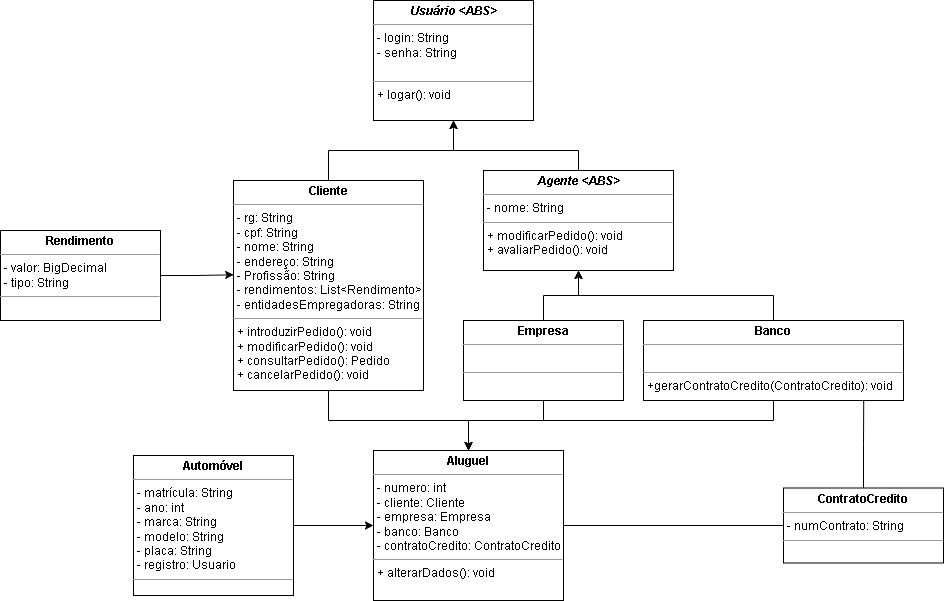 Usuário <ABS>
- login: String
- senha: String
+ logar(): void
Cliente
- rg: String
- cpf: String
- nome: String
- endereço: String
- Profissão: String
- rendimentos: List<Rendimento>
- entidadesEmpregadoras: String
+ introduzirPedido(): void
+ modificarPedido(): void
+ consultarPedido(): Pedido
+ cancelarPedido(): void
Agente <ABS>
- nome: String
+ modificarPedido(): void
+ avaliarPedido(): void
Rendimento
- valor: BigDecimal
- tipo: String
Empresa
Banco
+gerarContratoCredito(ContratoCredito): void
Automóvel
- matrícula: String
- ano: int
- marca: String
- modelo: String
- placa: String
- registro: Usuario
Aluguel
- numero: int
- cliente: Cliente
- empresa: Empresa
- banco: Banco
- contratoCredito: ContratoCredito
+ alterarDados(): void
ContratoCredito
- numContrato: String